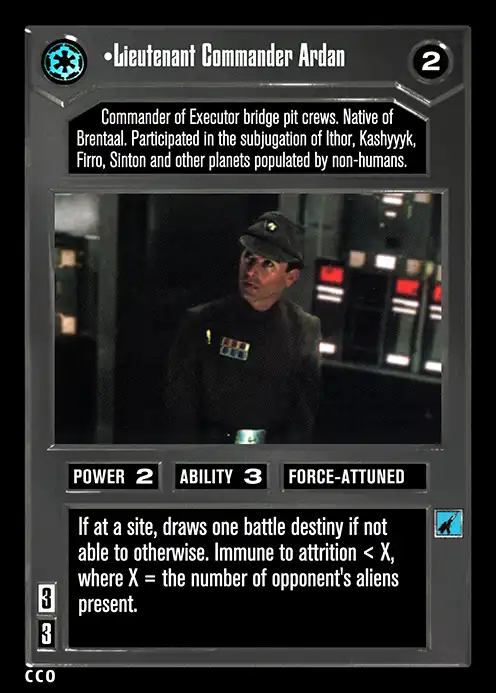 •Lieutenant Commander Ardan
2
Commander of Executor bridge pit crews. Native of
Brentaal. Participated in the subjugation of Ithor, Kashyyyk,
Firro, Sinton and other planets populated by non-humans.
POWER 2 ABILITY 3 FORCE-ATTUNED
If at a site, draws one battle destiny if not
able to otherwise. Immune to attrition < X,
where X = the number of opponent's aliens
present.
3
3
CCO